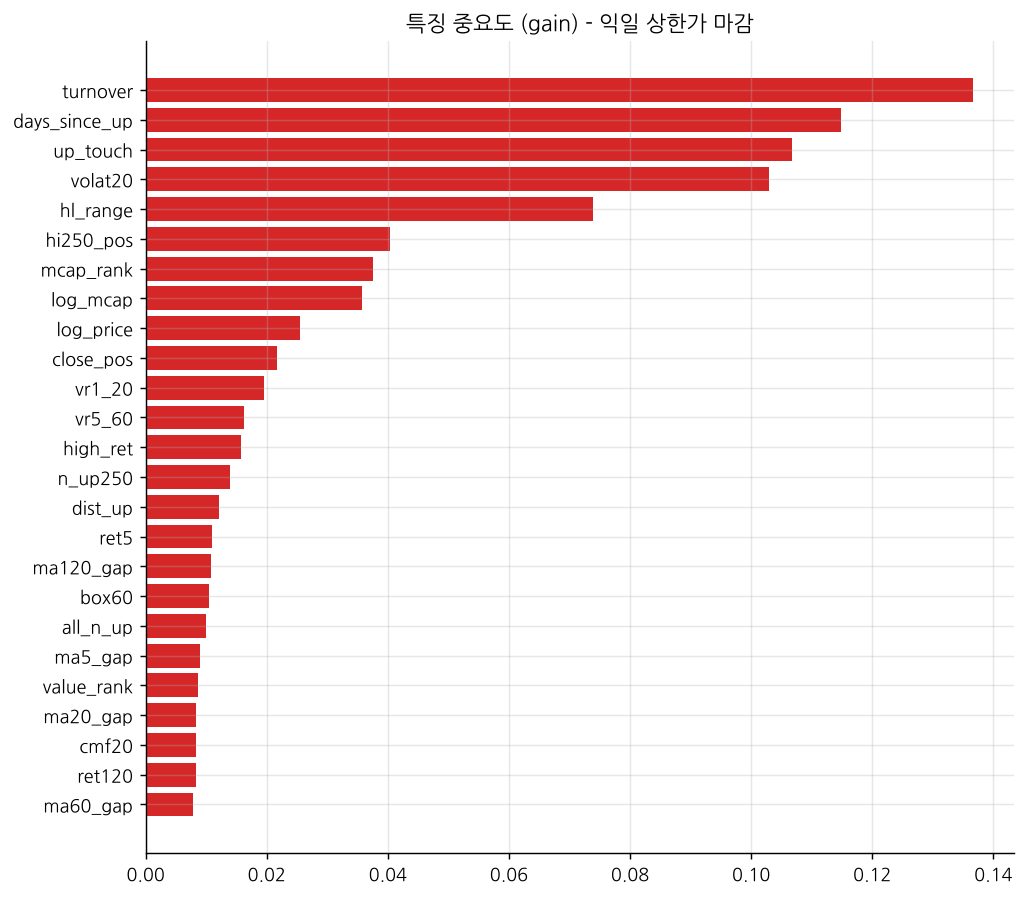 특징 중요도 (gain) - 익일 상한가 마감
turnover
days_since_up
up_touch
volat20
hl_range
hi250_pos
mcap_rank
log_mcap
log_price
close_pos
vr1_20
vr5_60
high_ret
n_up250
dist_up
ret5
ma120_gap
box60
all_n_up
ma5_gap
value_rank
ma20_gap
cmf20
ret120
ma60_gap
0.00 0.02 0.04 0.06 0.08 0.10 0.12 0.14